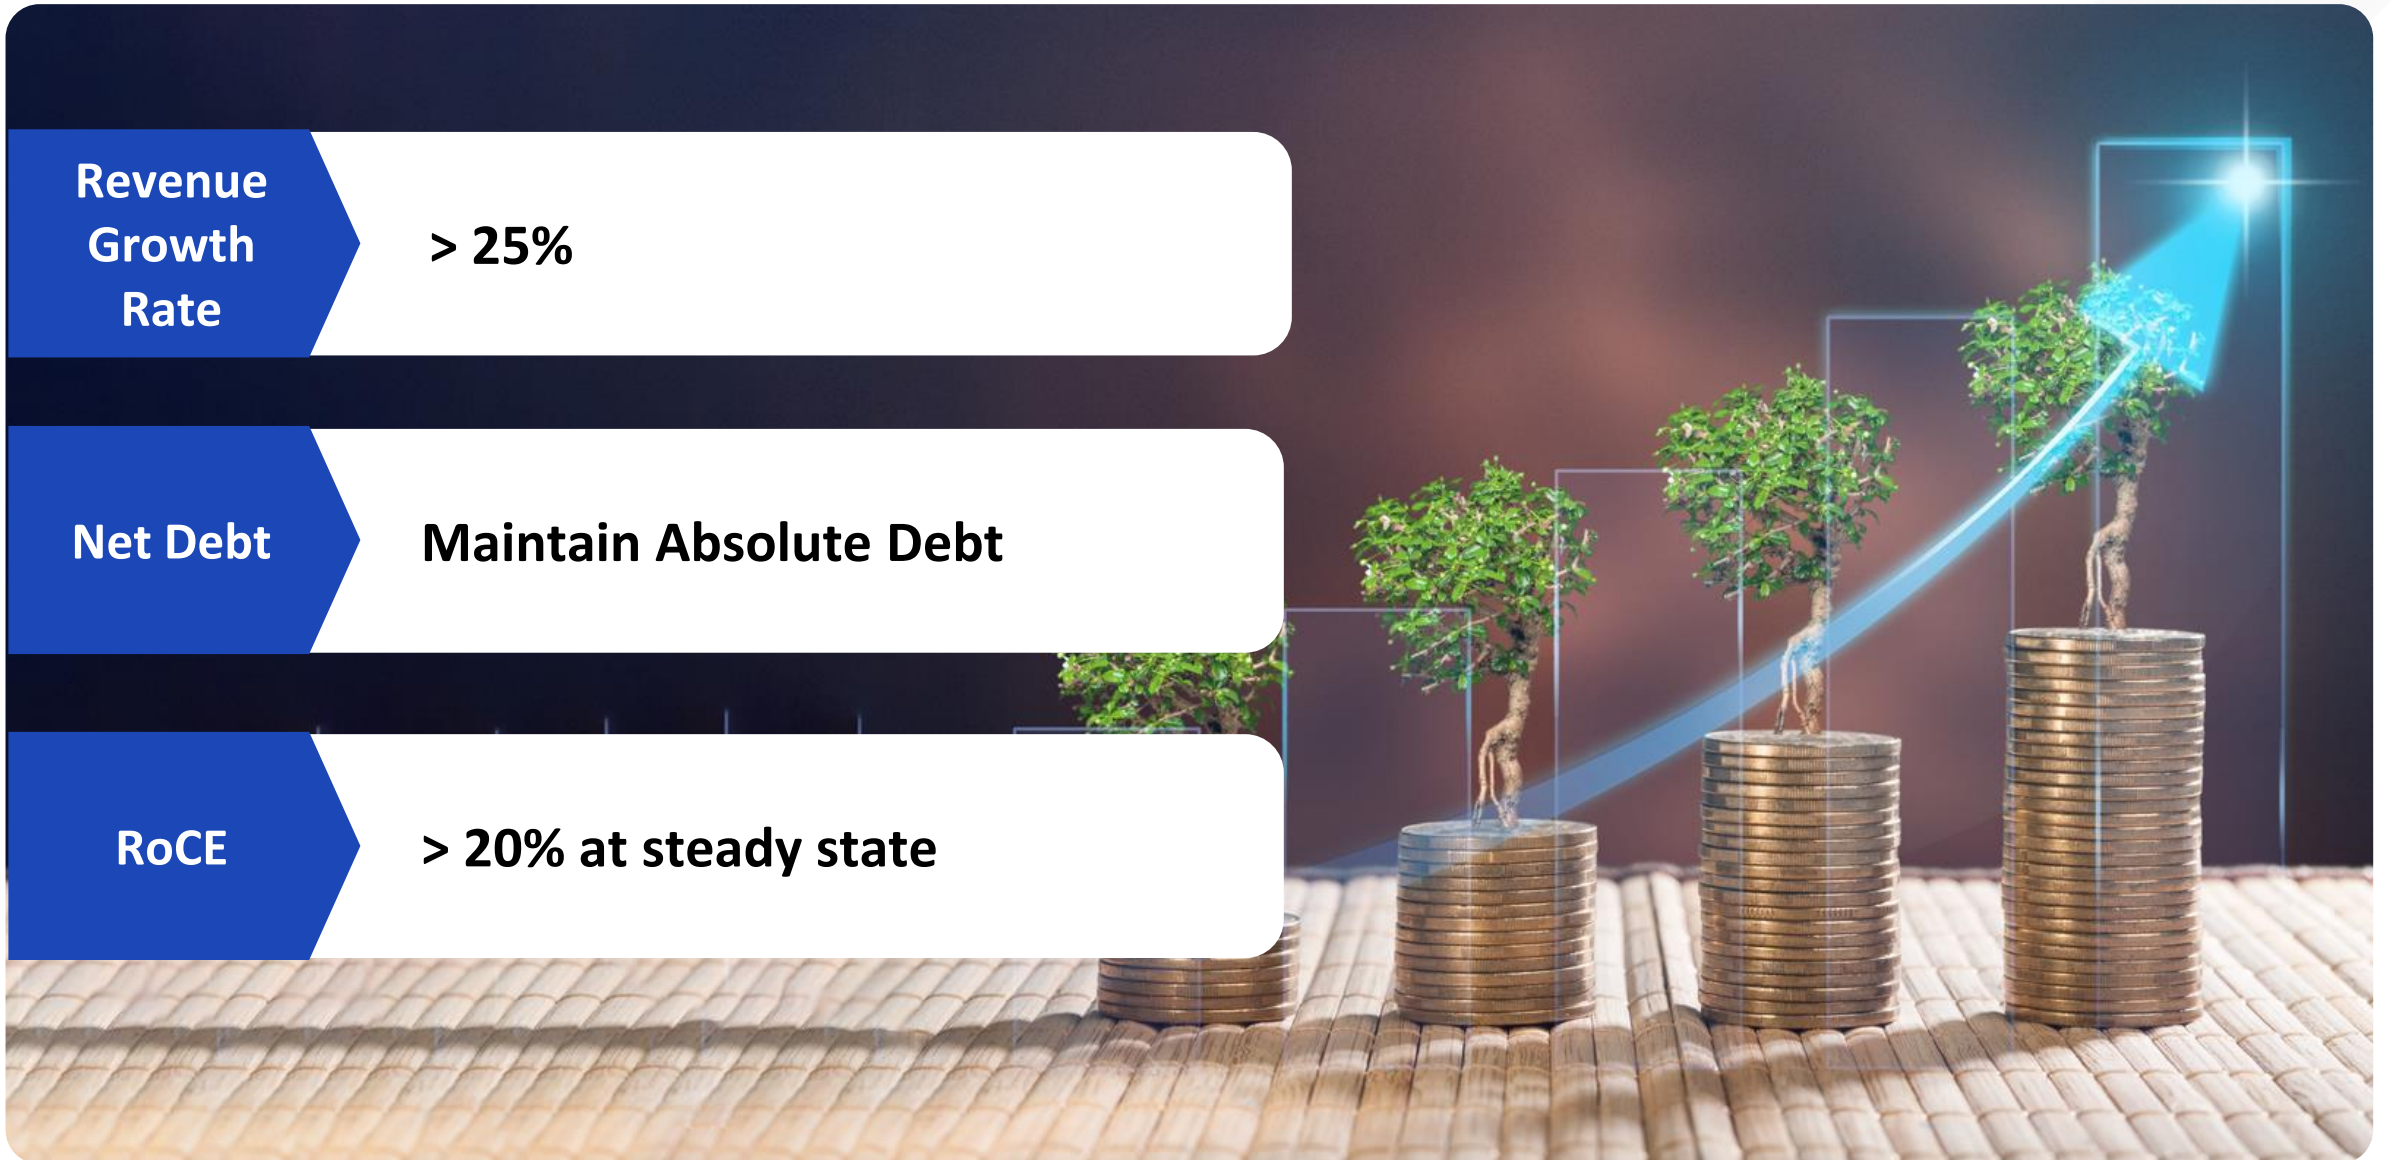 Revenue
Growth
Rate
> 25%
Net Debt
Maintain Absolute Debt
RoCE
> 20% at steady state